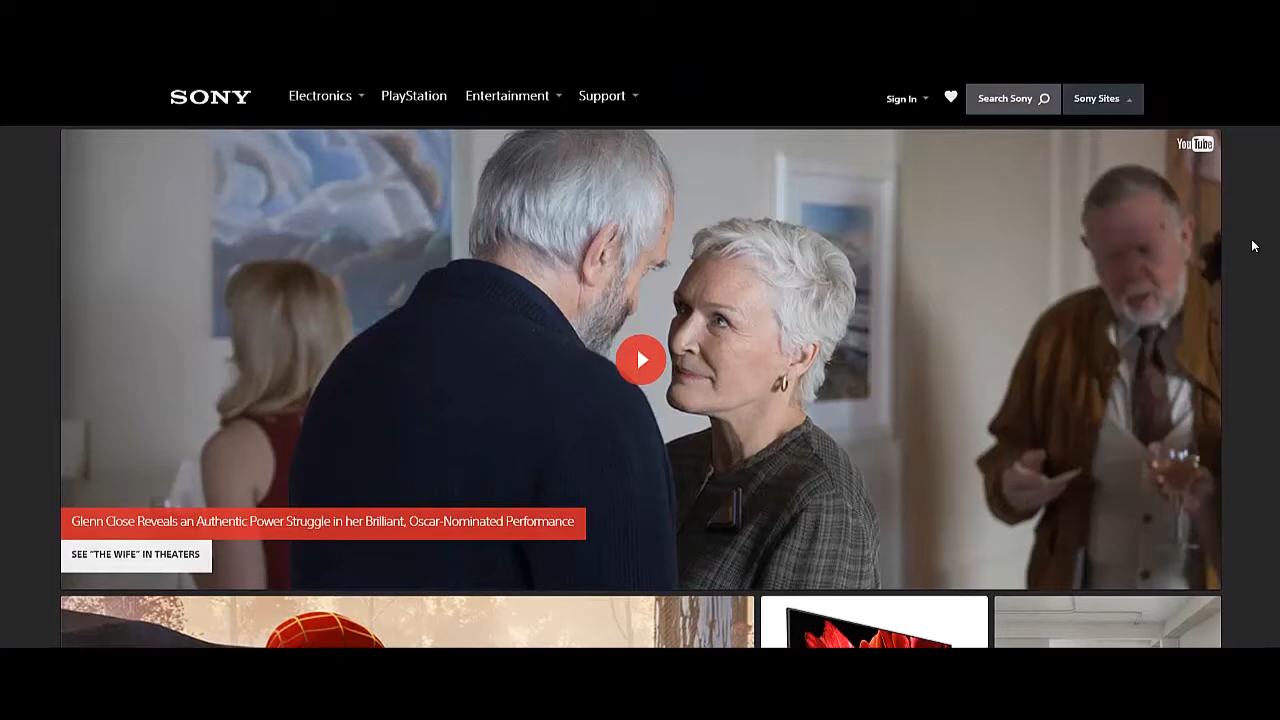 SONY
Electronics
PlayStation
Entertainment
Support
Sign In
Search Sony
Sony Sites
YouTube
Glenn Close Reveals an Authentic Power Struggle in her Brilliant, Oscar-Nominated Performance
SEE "THE WIFE" IN THEATERS